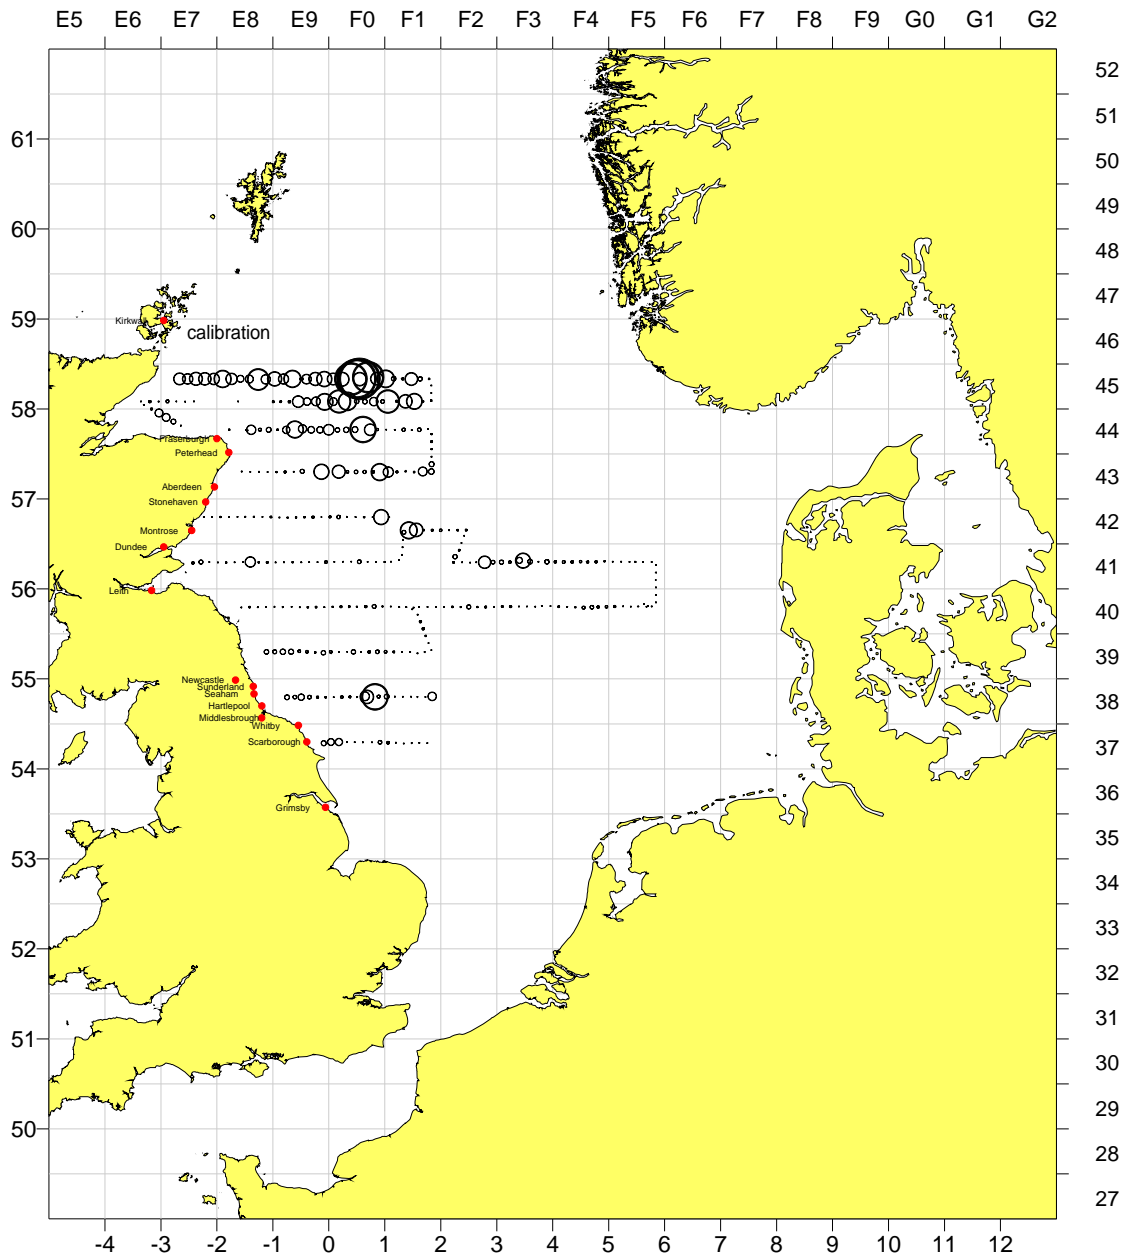 E5 E6 E7 E8 E9 F0 F1 F2 F3 F4 F5 F6 F7 F8 F9 G0 G1 G2
52
51
61
50
49
60
48
47
59
Kirkwall
calibration
46
45
58
44
Fraserburgh
Peterhead
43
Aberdeen
57
Stonehaven
42
Montrose
Dundee
41
56
Leith
40
39
55
Newcastle
Sunderland
Seaham
38
Hartlepool
Middlesbrough
Whitby
Scarborough
37
54
36
Grimsby
35
53
34
33
52
32
31
51
30
29
50
28
27
-4 -3 -2 -1 0 1 2 3 4 5 6 7 8 9 10 11 12